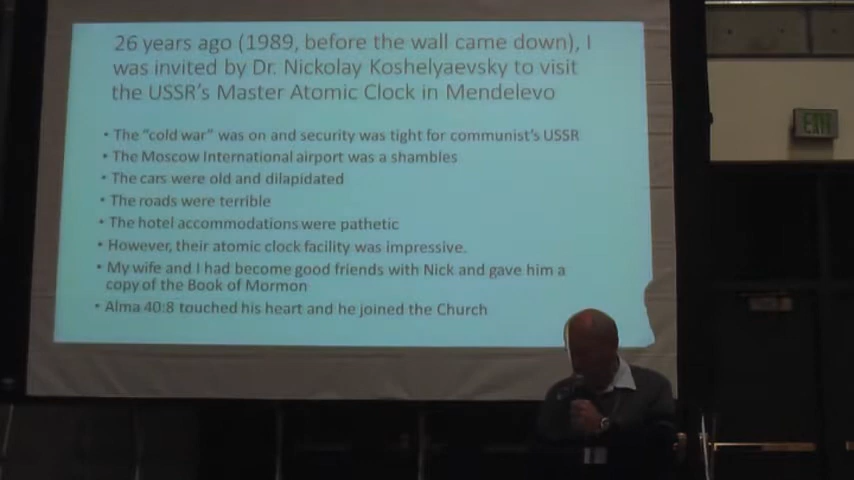 26 years ago (1989, before the wall came down), I
was invited by Dr. Nickolay Koshelyaevsky to visit
the USSR's Master Atomic Clock in Mendelevo
• The "cold war" was on and security was tight for communist's USSR
• The Moscow International airport was a shambles
• The cars were old and dilapidated
• The roads were terrible
• The hotel accommodations were pathetic
• However, their atomic clock facility was impressive.
• My wife and I had become good friends with Nick and gave him a
copy of the Book of Mormon
• Alma 40:8 touched his heart and he joined the Church
EXIT